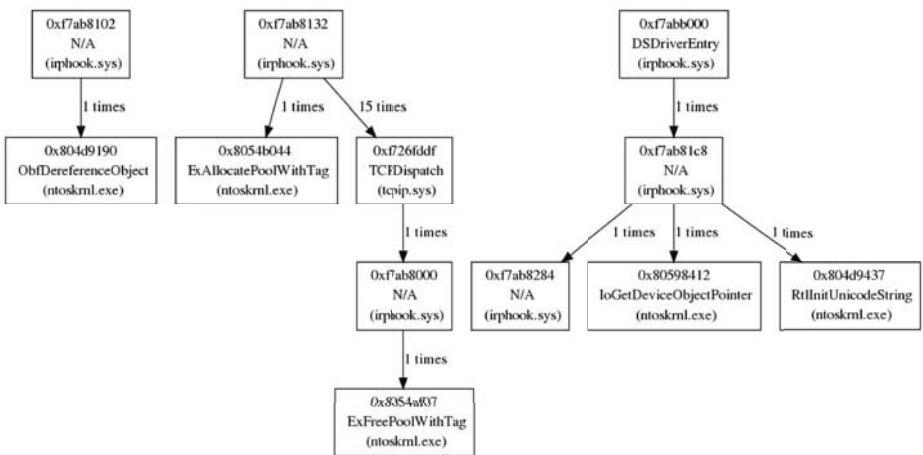 0xf7ab8102
N/A
(irphook.sys)
0xf7ab8132
N/A
(irphook.sys)
0xf7abb000
DSDriverEntry
(irphook.sys)
1 times
1 times
15 times
1 times
0x804d9190
ObfDereferenceObject
(ntoskrnl.exe)
0x8054b044
ExAllocatePoolWithTag
(ntoskrnl.exe)
0xf726fddf
TCPDispatch
(tcpip.sys)
0xf7ab81c8
N/A
(irphook.sys)
1 times
1 times
1 times
1 times
0xf7ab8000
N/A
(irphook.sys)
0xf7ab8284
N/A
(irphook.sys)
0x80598412
IoGetDeviceObjectPointer
(ntoskrnl.exe)
0x804d9437
RtlInitUnicodeString
(ntoskrnl.exe)
1 times
ExFreePoolWithTag
(ntoskrnl.exe)